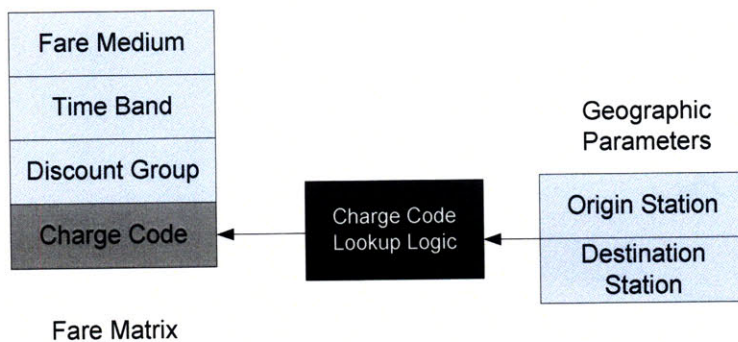 Fare Medium
Time Band
Discount Group
Charge Code
Fare Matrix
Charge Code
Lookup Logic
Geographic
Parameters
Origin Station
Destination
Station